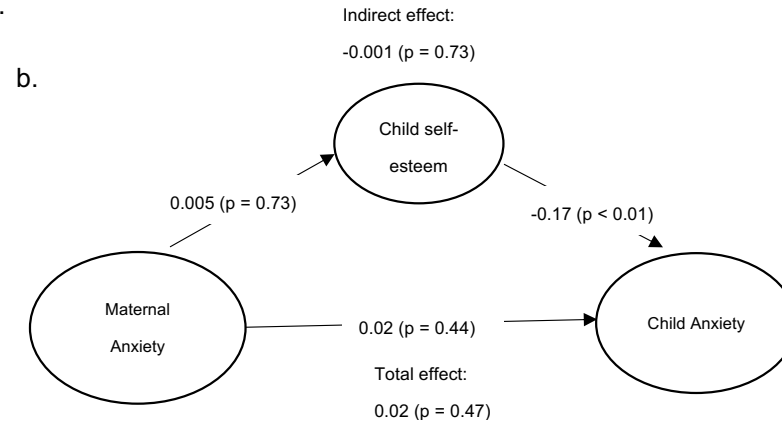 .
Indirect effect:
-0.001 (p = 0.73)
b.
Child self-
esteem
0.005 (p = 0.73)
-0.17 (p < 0.01)
Maternal
Anxiety
0.02 (p = 0.44)
Child Anxiety
Total effect:
0.02 (p = 0.47)